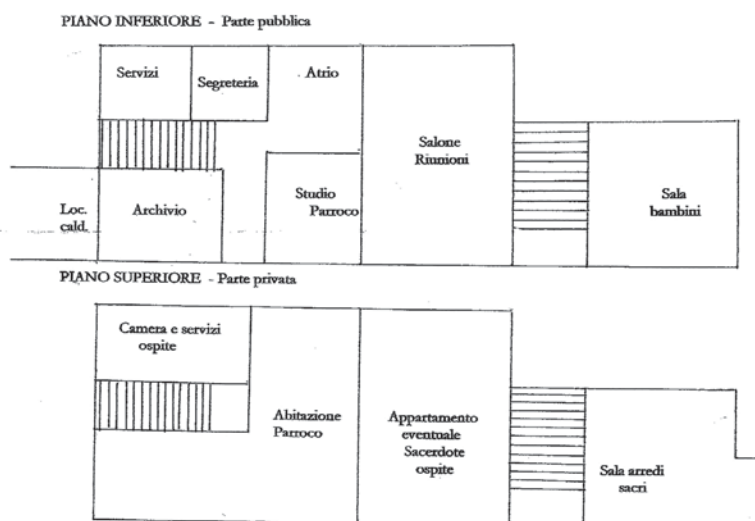 PIANO INFERIORE - Parte pubblica
Servizi
Segreteria
Atrio
Salone
Riunioni
Loc.
cald.
Archivio
Studio
Parroco
Sala
bambini
PIANO SUPERIORE - Parte privata
Camera e servizi
ospite
Abitazione
Parroco
Appartamento
eventuale
Sacerdote
ospite
Sala arredi
sacri